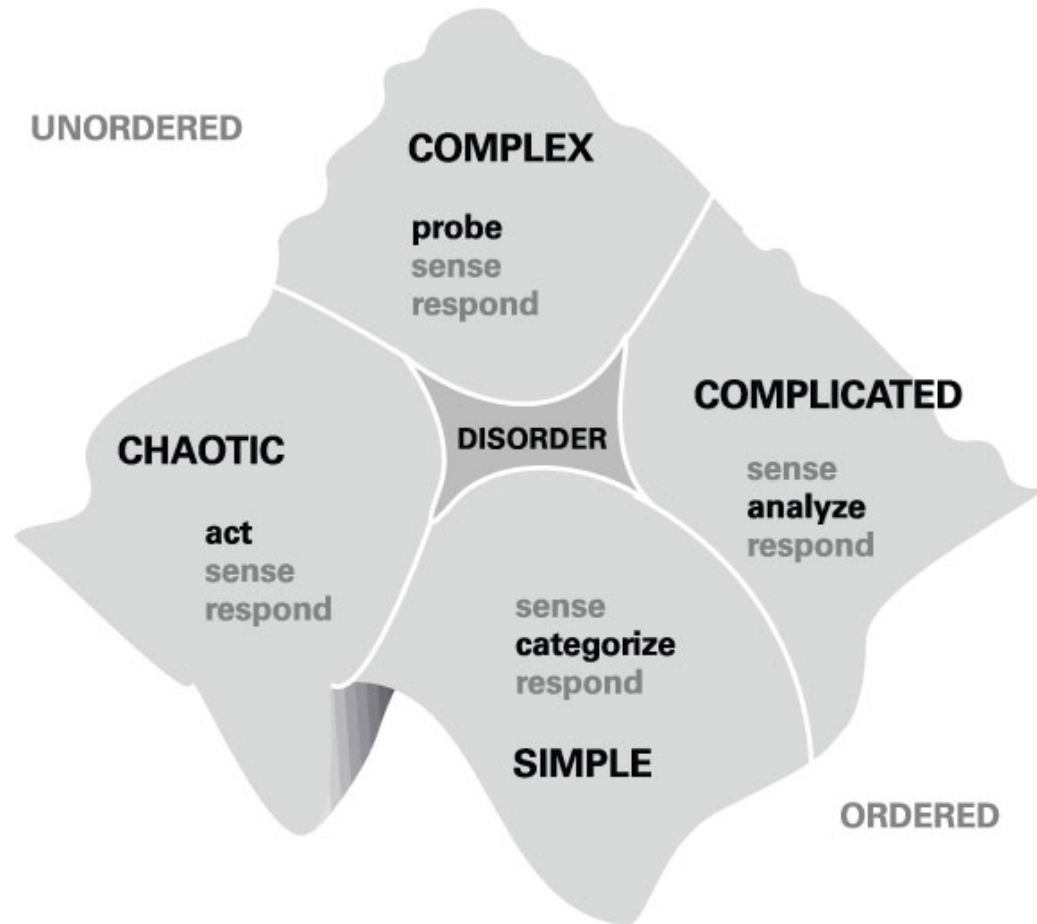 UNORDERED
COMPLEX
probe
sense
respond
COMPLICATED
sense
analyze
respond
DISORDER
CHAOTIC
act
sense
respond
sense
categorize
respond
SIMPLE
ORDERED